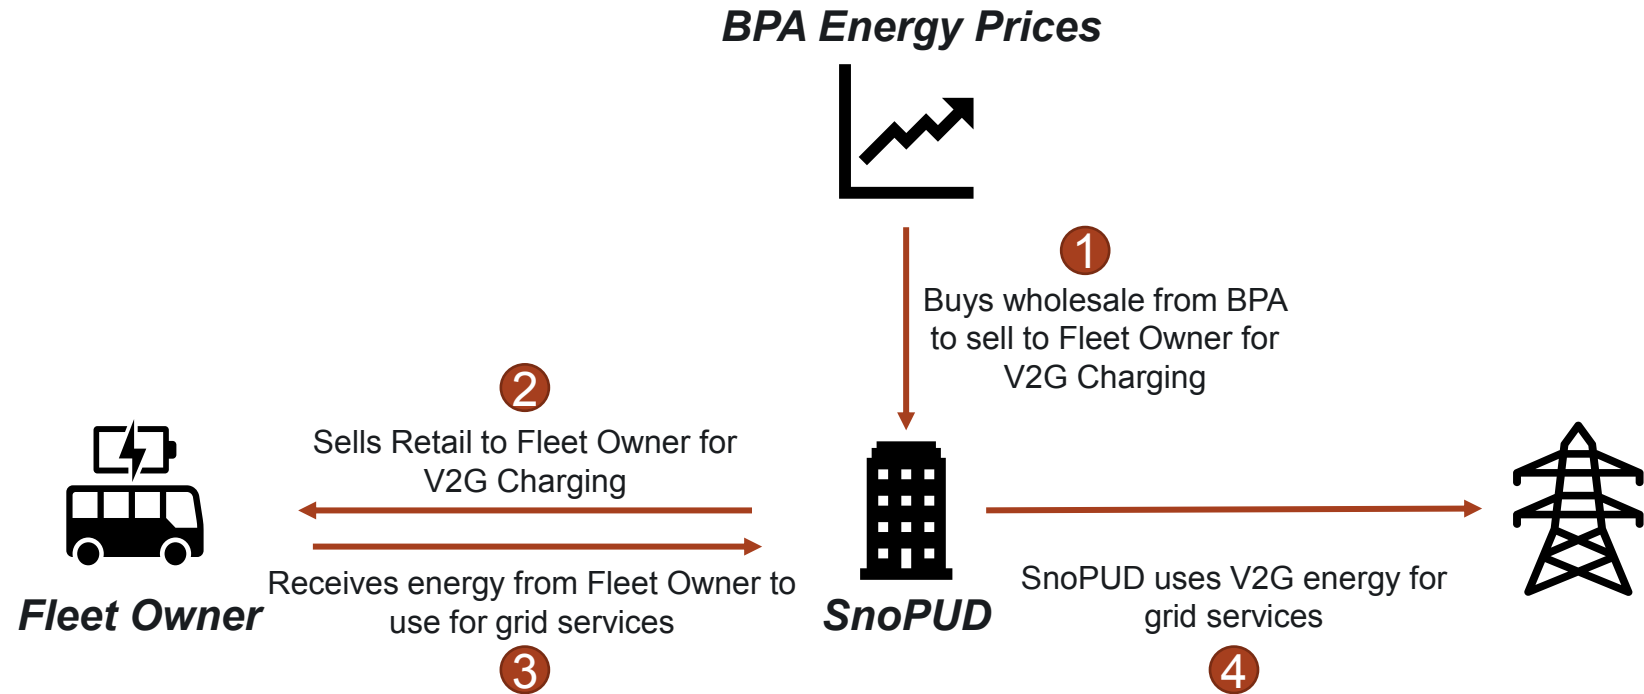 BPA Energy Prices
1
Buys wholesale from BPA
to sell to Fleet Owner for
V2G Charging
2
Sells Retail to Fleet Owner for
V2G Charging
Receives energy from Fleet Owner to
use for grid services
3
Fleet Owner
SnoPUD
SnoPUD uses V2G energy for
grid services
4